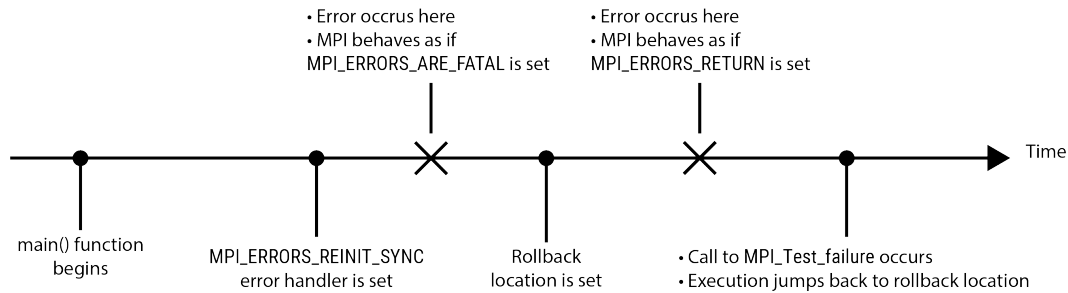 • Error occrus here
• MPI behaves as if
MPI_ERRORS_ARE_FATAL is set
• Error occrus here
• MPI behaves as if
MPI_ERRORS_RETURN is set
Time
main() function
begins
MPI_ERRORS_REINIT_SYNC
error handler is set
Rollback
location is set
• Call to MPI_Test_failure occurs
• Execution jumps back to rollback location